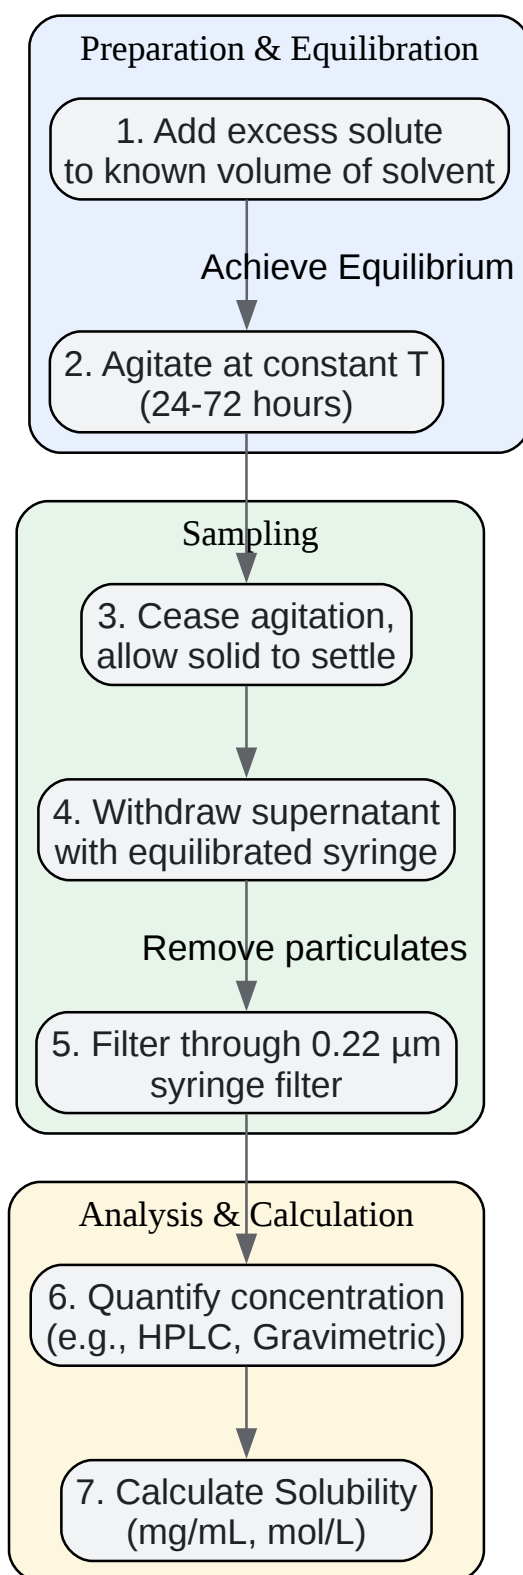 Preparation & Equilibration
1. Add excess solute
to known volume of solvent
Achieve Equilibrium
2. Agitate at constant T
(24-72 hours)
Sampling
3. Cease agitation,
allow solid to settle
4. Withdraw supernatant
with equilibrated syringe
Remove particulates
5. Filter through 0.22 µm
syringe filter
Analysis & Calculation
6. Quantify concentration
(e.g., HPLC, Gravimetric)
7. Calculate Solubility
(mg/mL, mol/L)